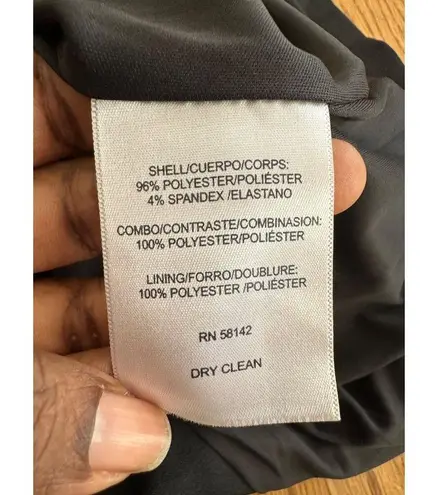 SHELL/CUERPO/CORPS:
96% POLYESTER/POLIÉSTER
4% SPANDEX /ELASTANO
COMBO/CONTRASTE/COMBINASION:
100% POLYESTER/POLIÉSTER
LINING/FORRO/DOUBLURE:
100% POLYESTER /POLIÉSTER
RN 58142
DRY CLEAN